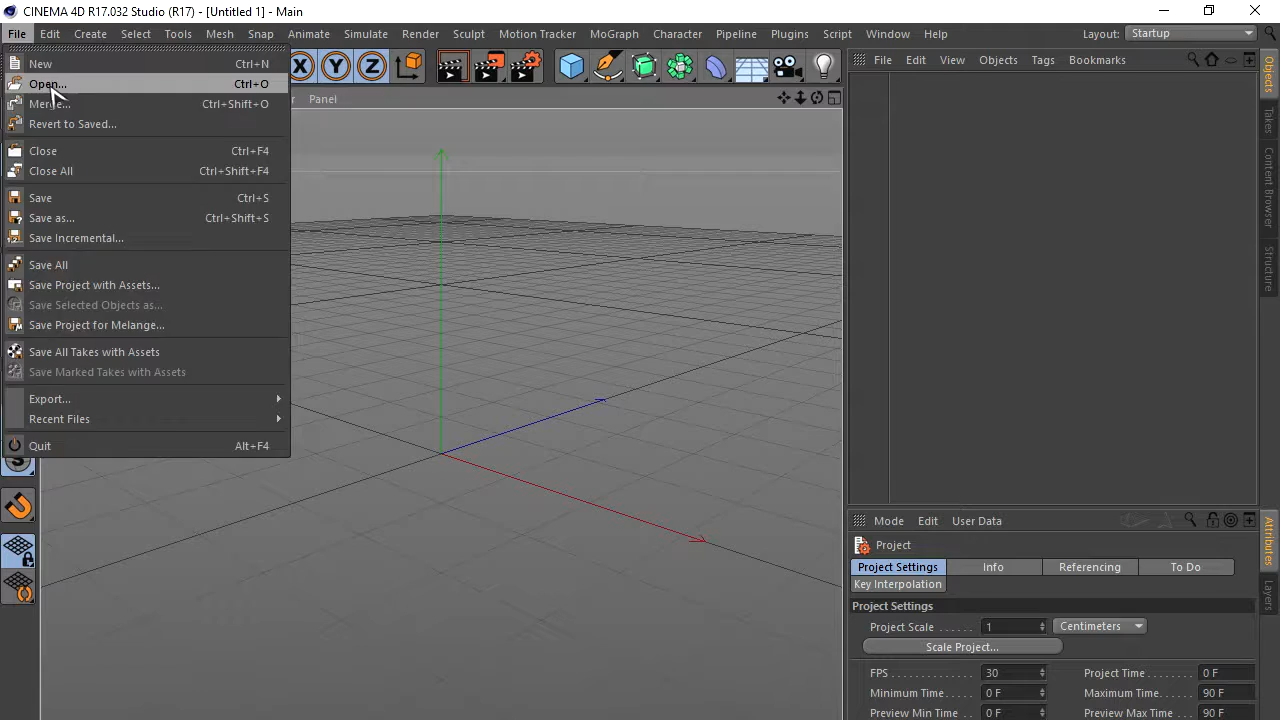 CINEMA 4D R17.032 Studio (R17) - [Untitled 1] - Main
File Edit Create Select Tools Mesh Snap Animate Simulate Render Sculpt Motion Tracker MoGraph Character Pipeline Plugins Script Window Help Layout: Startup
New Ctrl+N
Open... Ctrl+O
Merge... Ctrl+Shift+O
Revert to Saved...
Close Ctrl+F4
Close All Ctrl+Shift+F4
Save Ctrl+S
Save as... Ctrl+Shift+S
Save Incremental...
Save All
Save Project with Assets...
Save Selected Objects as...
Save Project for Melange...
Save All Takes with Assets
Save Marked Takes with Assets
Export...
Recent Files
Quit Alt+F4
X Y Z
Panel
File Edit View Objects Tags Bookmarks
Objects
Takes
Content Browser
Structure
Mode Edit User Data
Attributes
Layers
Project
Project Settings Info Referencing To Do
Key Interpolation
Project Settings
Project Scale ...... 1 Centimeters
Scale Project...
FPS .............. 30 Project Time ........ 0 F
Minimum Time ...... 0 F Maximum Time ...... 90 F
Preview Min Time ... 0 F Preview Max Time ... 90 F